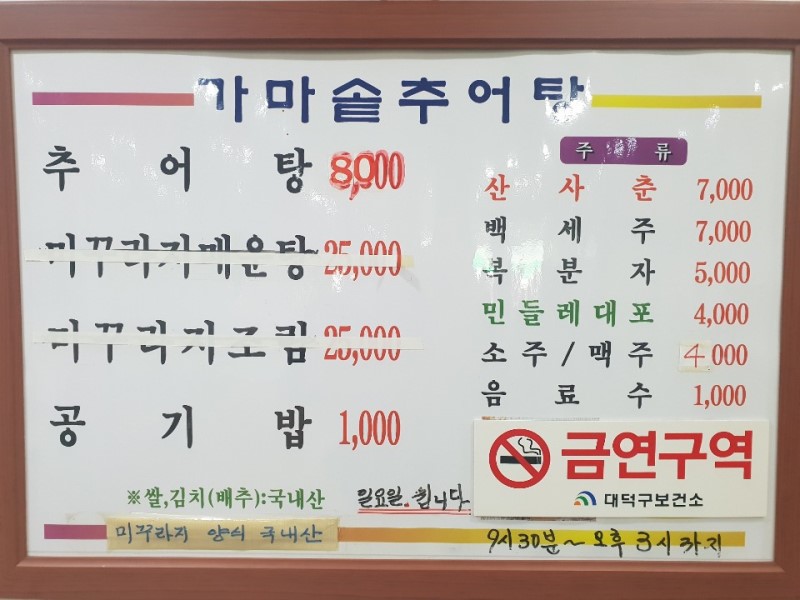 가마솥추어탕
추어탕 8,000
미꾸라지매운탕 25,000
미꾸라지조림 25,000
공기밥 1,000
주류
산사춘 7,000
백세주 7,000
복분자 5,000
민들레대포 4,000
소주/맥주 4000
음료수 1,000
※쌀,김치(배추):국내산
일요일. 쉽니다.
미꾸라지 양식 국내산
금연구역
대덕구보건소
9시30분~오후3시까지